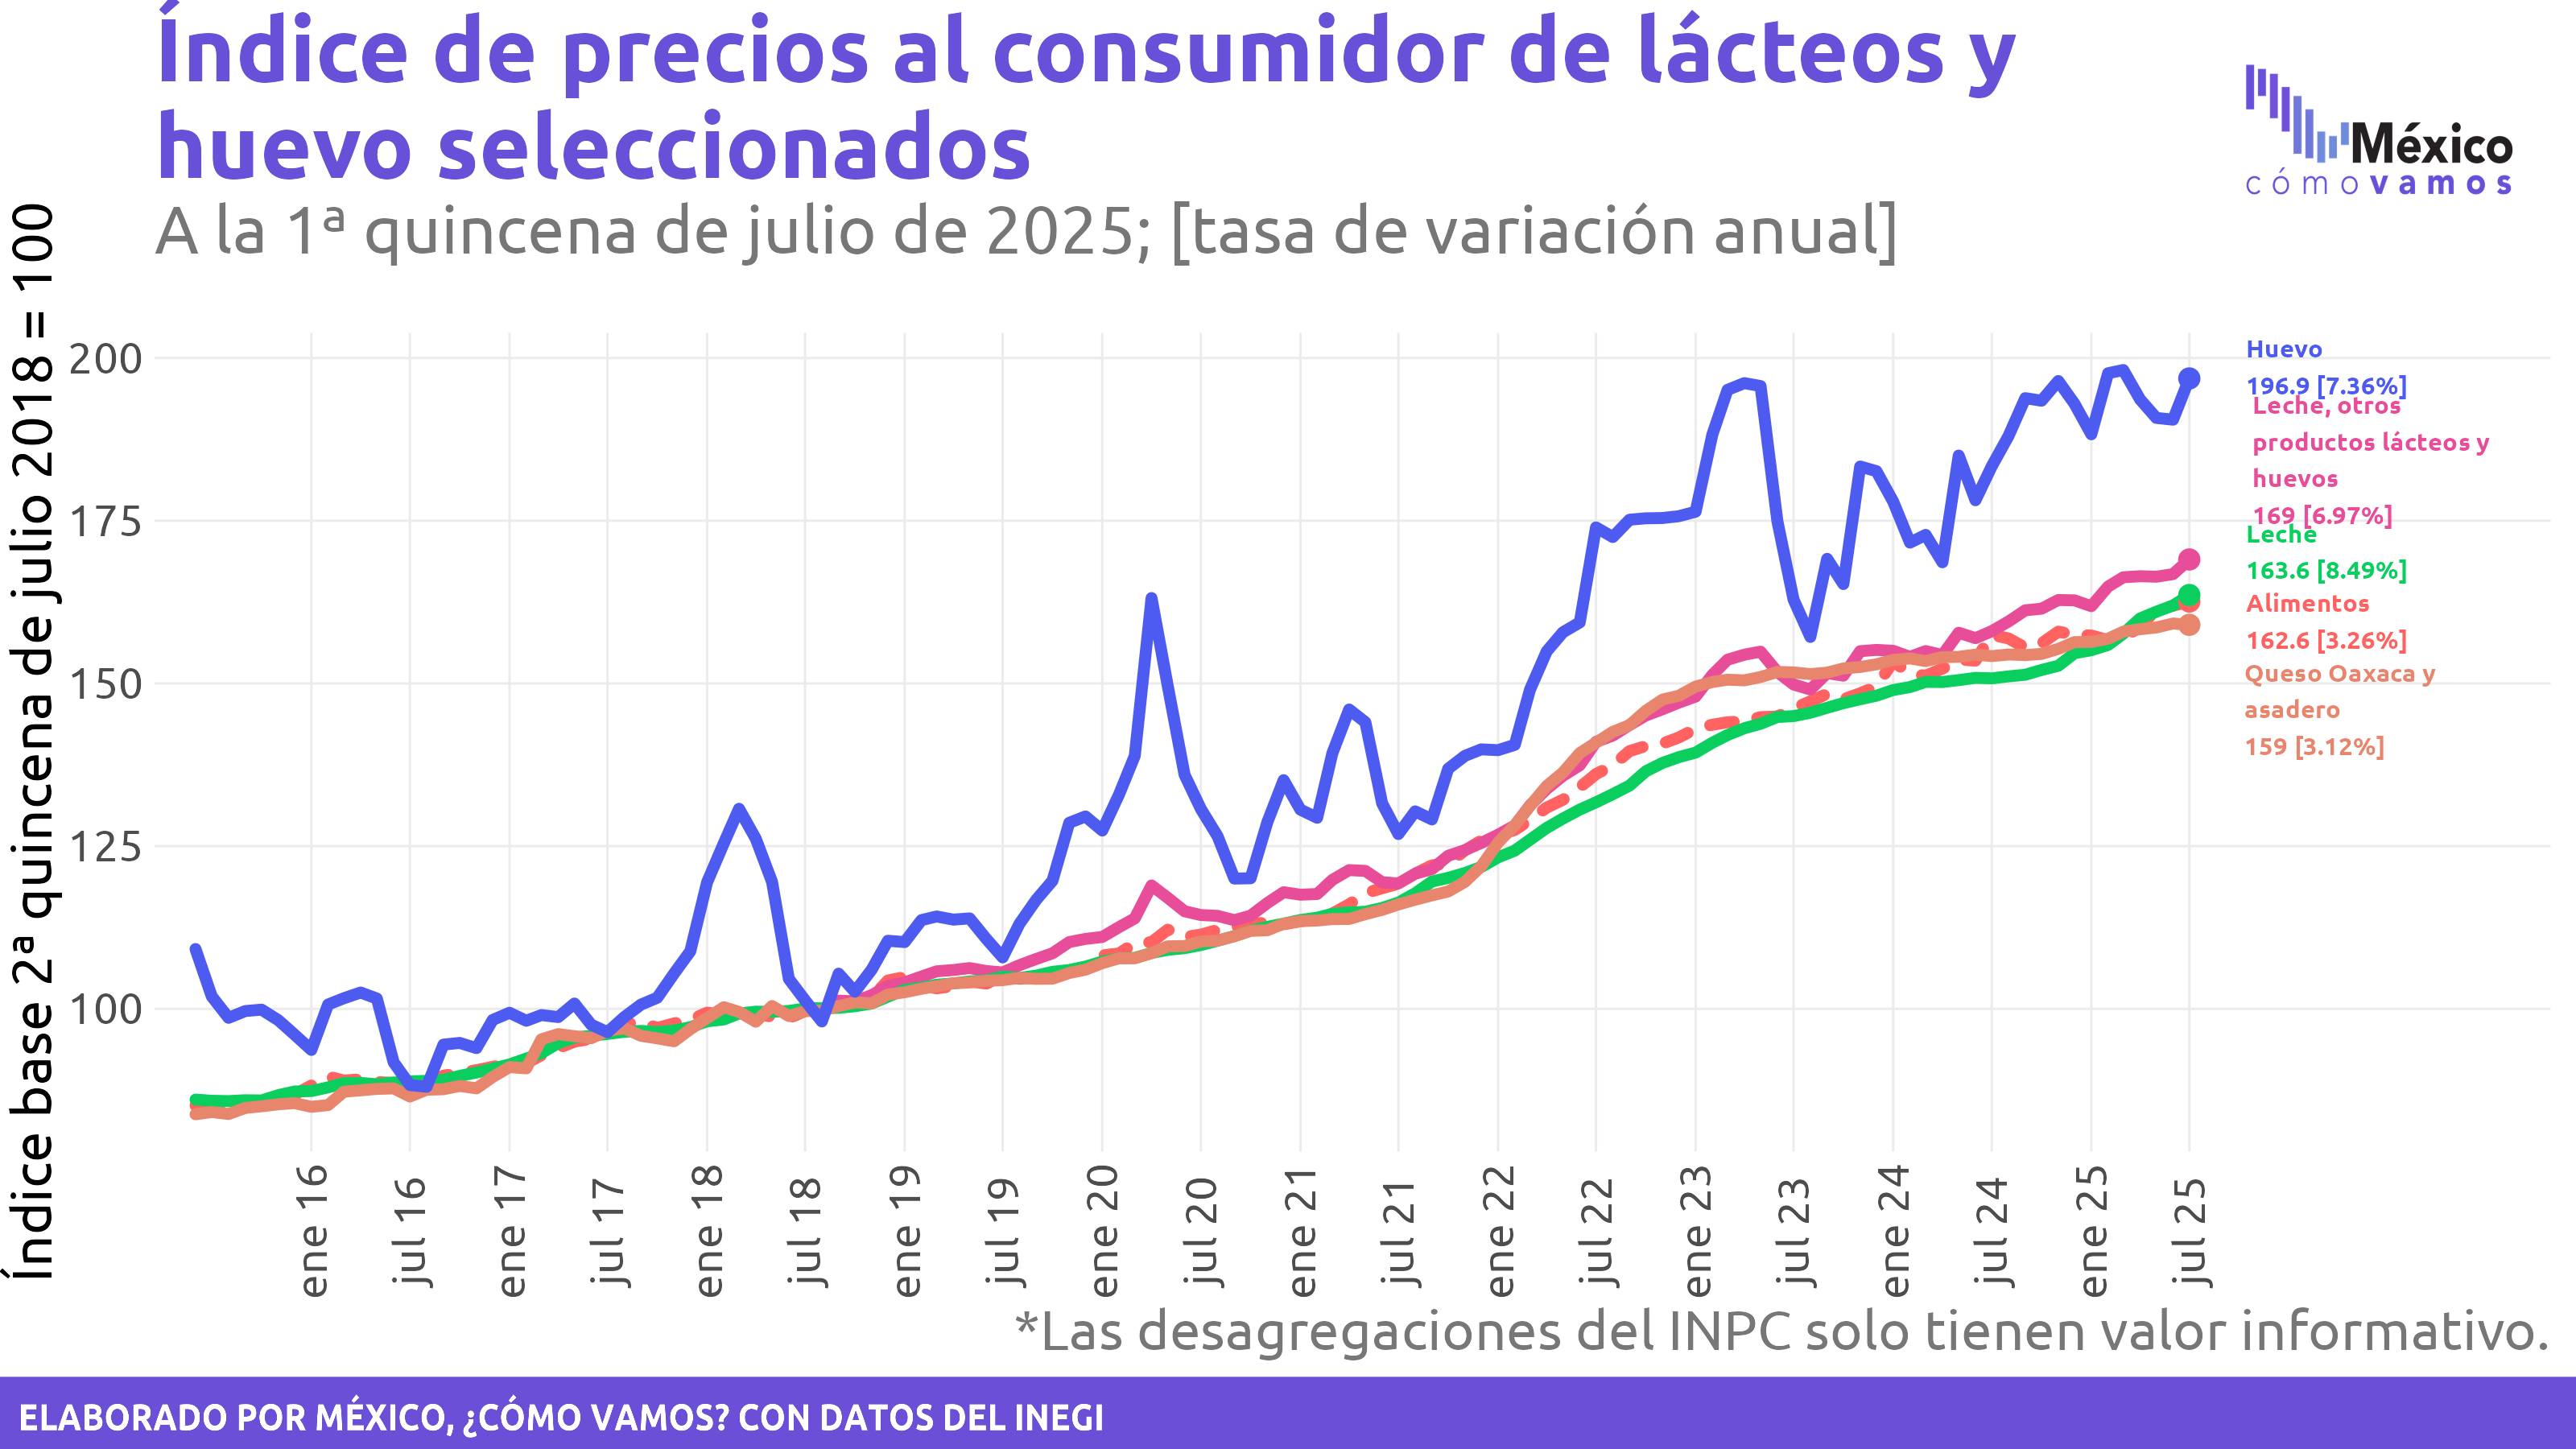 Índice de precios al consumidor de lácteos y
huevo seleccionados
A la 1ª quincena de julio de 2025; [tasa de variación anual]
México
cómo vamos
Índice base 2ª quincena de julio 2018 = 100
200
175
150
125
100
Huevo
196.9 [7.36%]
Leche, otros
productos lácteos y
huevos
169 [6.97%]
Leche
163.6 [8.49%]
Alimentos
162.6 [3.26%]
Queso Oaxaca y
asadero
159 [3.12%]
ene 16
jul 16
ene 17
jul 17
ene 18
jul 18
ene 19
jul 19
ene 20
jul 20
ene 21
jul 21
ene 22
jul 22
ene 23
jul 23
ene 24
jul 24
ene 25
jul 25
*Las desagregaciones del INPC solo tienen valor informativo.
ELABORADO POR MÉXICO, ¿CÓMO VAMOS? CON DATOS DEL INEGI